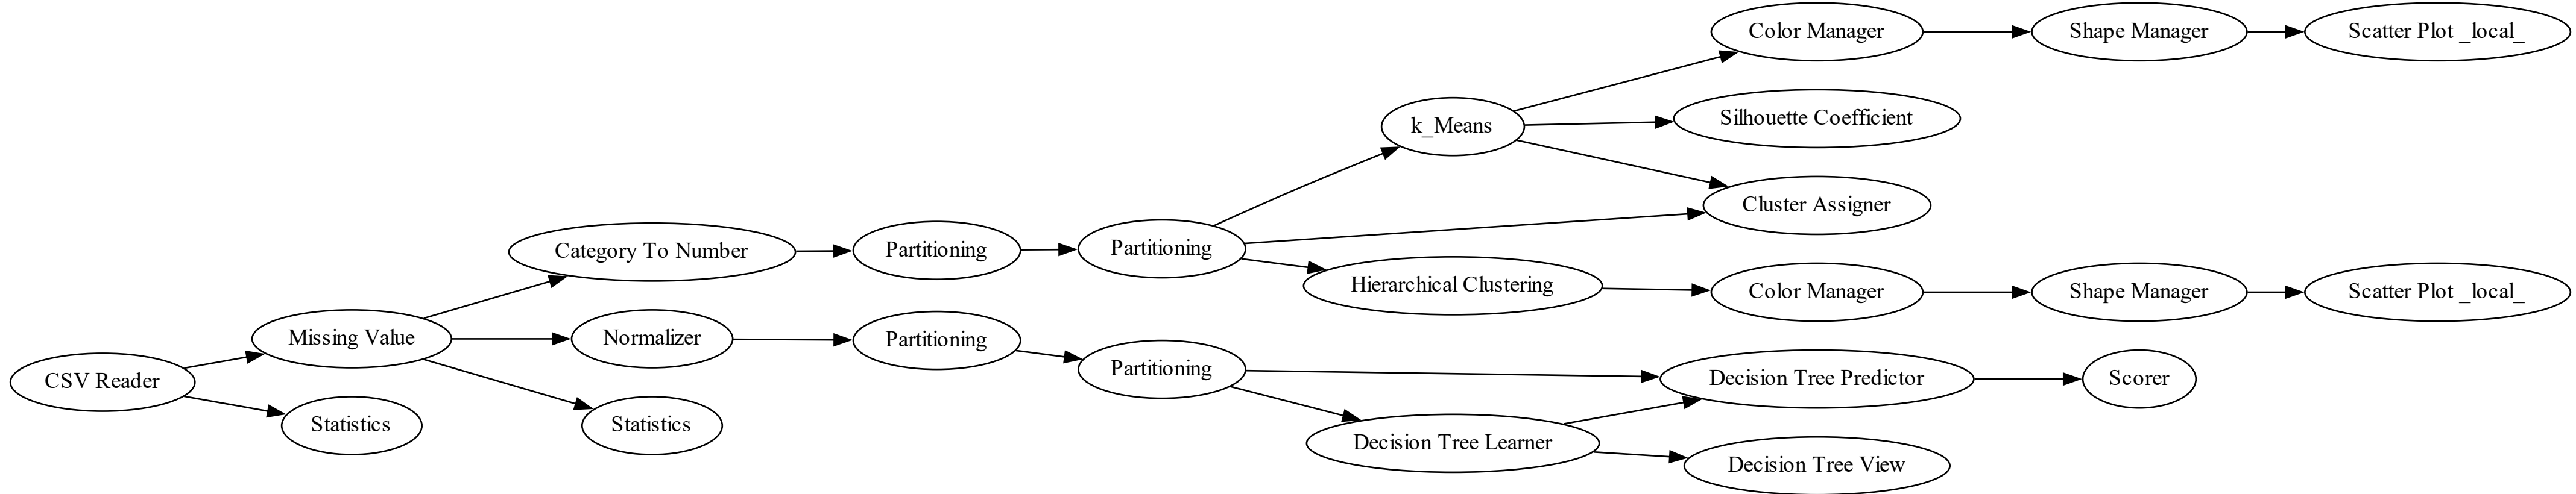 Color Manager
Shape Manager
Scatter Plot _local_
k_Means
Silhouette Coefficient
Cluster Assigner
Category To Number
Partitioning
Partitioning
Hierarchical Clustering
Color Manager
Shape Manager
Scatter Plot _local_
Missing Value
Normalizer
Partitioning
Partitioning
CSV Reader
Decision Tree Predictor
Scorer
Statistics
Statistics
Decision Tree Learner
Decision Tree View